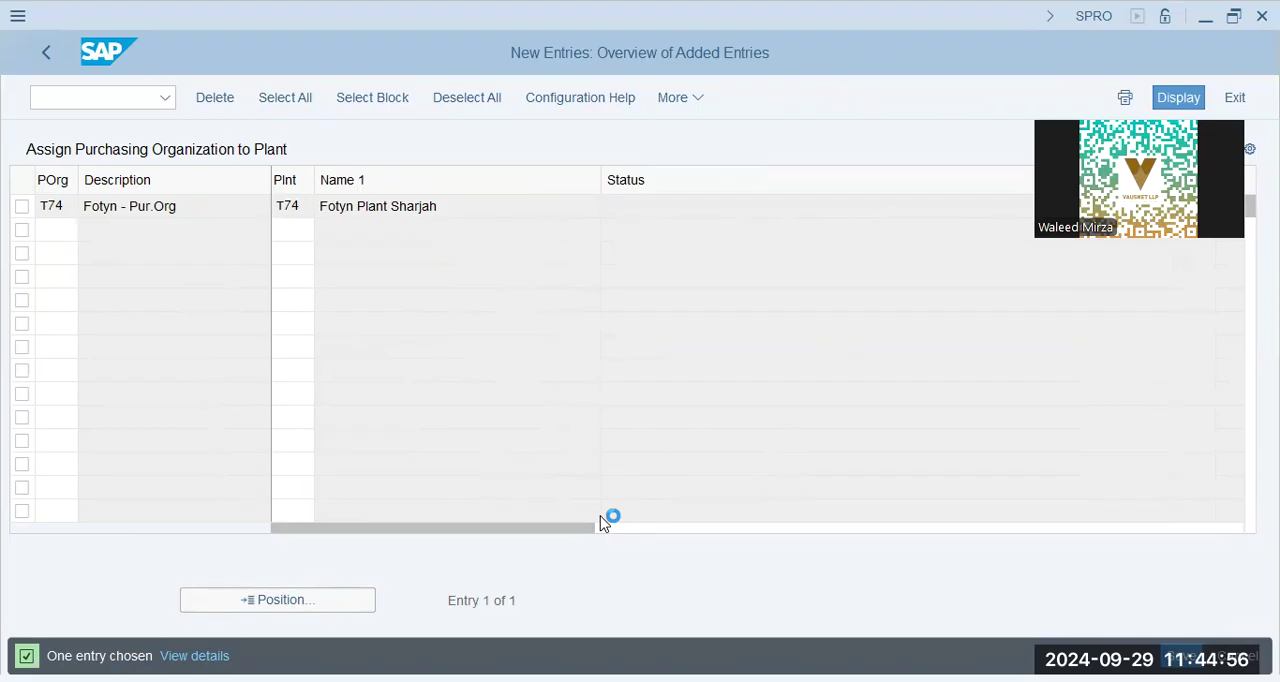 SPRO
SAP
New Entries: Overview of Added Entries
Delete Select All Select Block Deselect All Configuration Help More Display Exit
Assign Purchasing Organization to Plant
POrg Description Plnt Name 1 Status
T74 Fotyn - Pur.Org T74 Fotyn Plant Sharjah
VAUSNET LLP
Waleed Mirza
Position... Entry 1 of 1
One entry chosen View details
2024-09-29 11:44:56